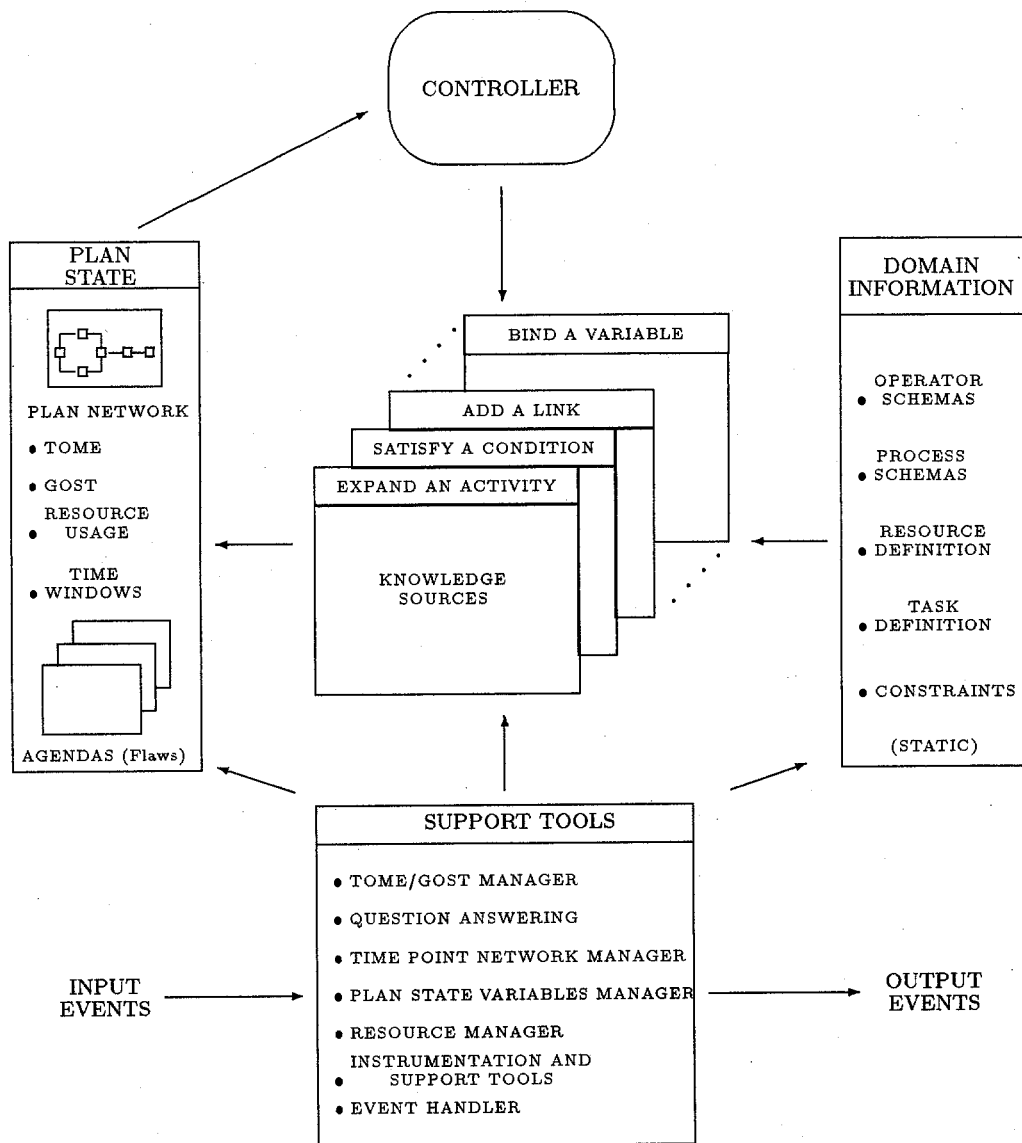 CONTROLLER
PLAN
STATE
PLAN NETWORK
• TOME
• GOST
RESOURCE
• USAGE
TIME
• WINDOWS
AGENDAS (Flaws)
BIND A VARIABLE
ADD A LINK
SATISFY A CONDITION
EXPAND AN ACTIVITY
KNOWLEDGE
SOURCES
DOMAIN
INFORMATION
OPERATOR
• SCHEMAS
PROCESS
• SCHEMAS
RESOURCE
• DEFINITION
TASK
• DEFINITION
• CONSTRAINTS
(STATIC)
SUPPORT TOOLS
• TOME/GOST MANAGER
• QUESTION ANSWERING
• TIME POINT NETWORK MANAGER
• PLAN STATE VARIABLES MANAGER
• RESOURCE MANAGER
INSTRUMENTATION AND
• SUPPORT TOOLS
• EVENT HANDLER
INPUT
EVENTS
OUTPUT
EVENTS